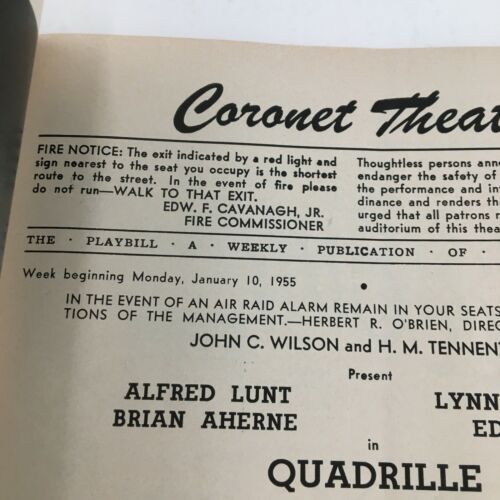 Coronet Theat
FIRE NOTICE: The exit indicated by a red light and
sign nearest to the seat you occupy is the shortest
route to the street. In the event of fire please
do not run—WALK TO THAT EXIT.
EDW. F. CAVANAGH, JR.
FIRE COMMISSIONER
Thoughtless persons anno
endanger the safety of
the performance and inf
dinance and renders th
urged that all patrons r
auditorium of this thea
THE · PLAYBILL · A · WEEKLY · PUBLICATION · OF ·
Week beginning Monday, January 10, 1955
IN THE EVENT OF AN AIR RAID ALARM REMAIN IN YOUR SEATS
TIONS OF THE MANAGEMENT.—HERBERT R. O'BRIEN, DIREC
JOHN C. WILSON and H. M. TENNENT
Present
ALFRED LUNT LYNN
BRIAN AHERNE ED
in
QUADRILLE